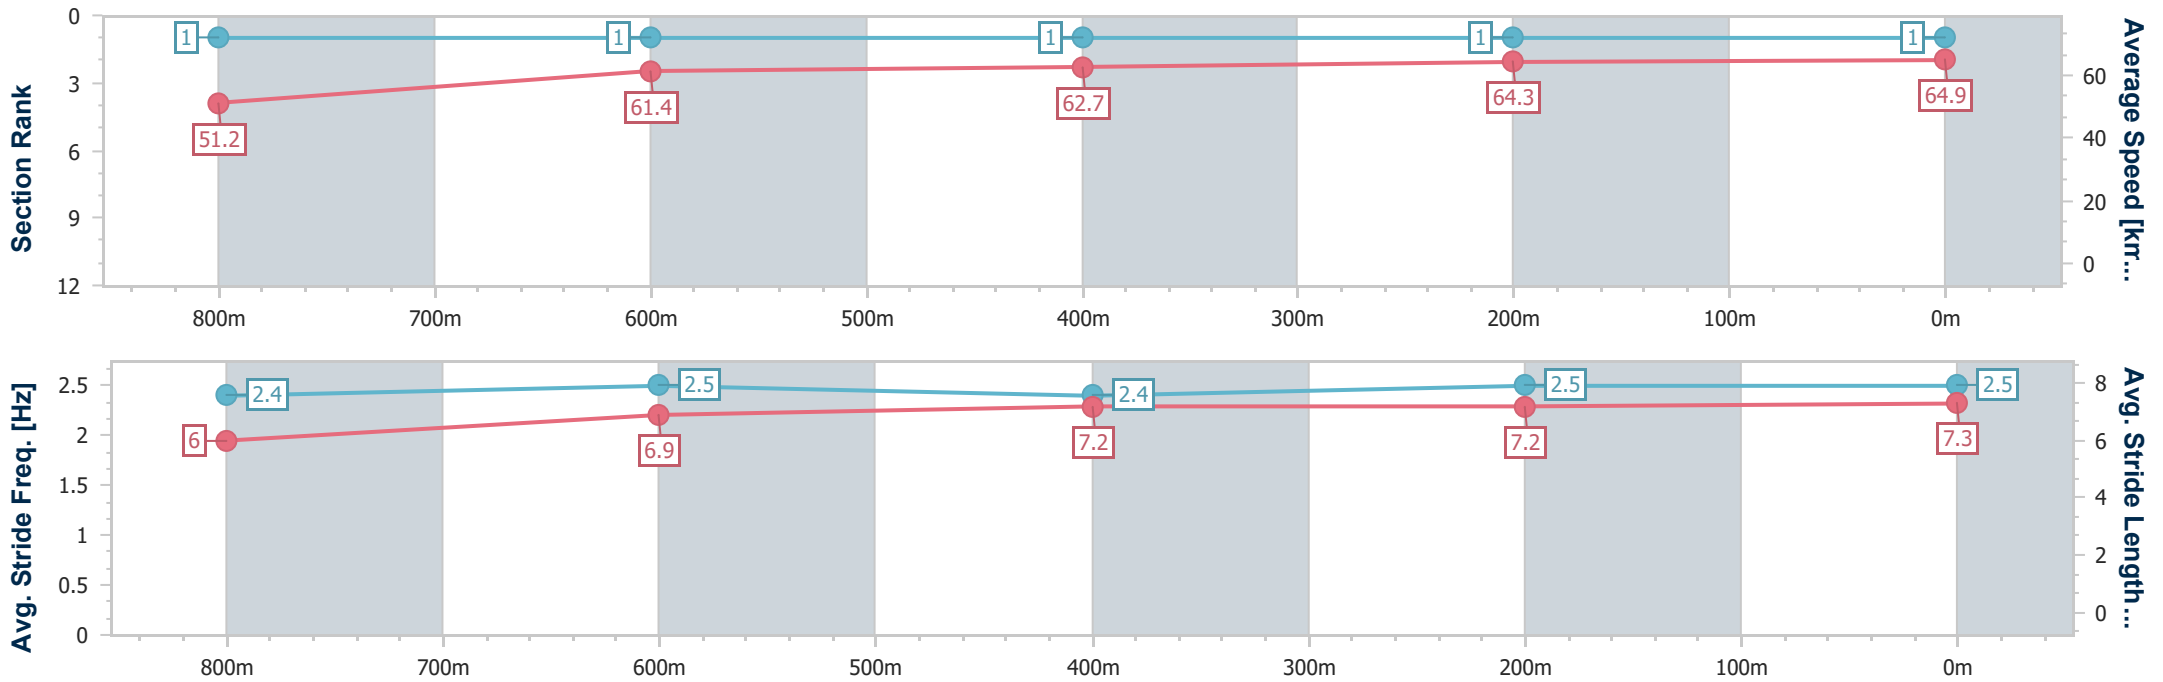 Section Rank
0
3
6
9
12
1
1
1
1
1
51.2
61.4
62.7
64.3
64.9
60
40
20
0
Average Speed [km...
800m
700m
600m
500m
400m
300m
200m
100m
0m
Avg. Stride Freq. [Hz]
2.5
2
1.5
1
0.5
0
2.4
2.5
2.4
2.5
2.5
6
6.9
7.2
7.2
7.3
8
6
4
2
0
Avg. Stride Length...
800m
700m
600m
500m
400m
300m
200m
100m
0m